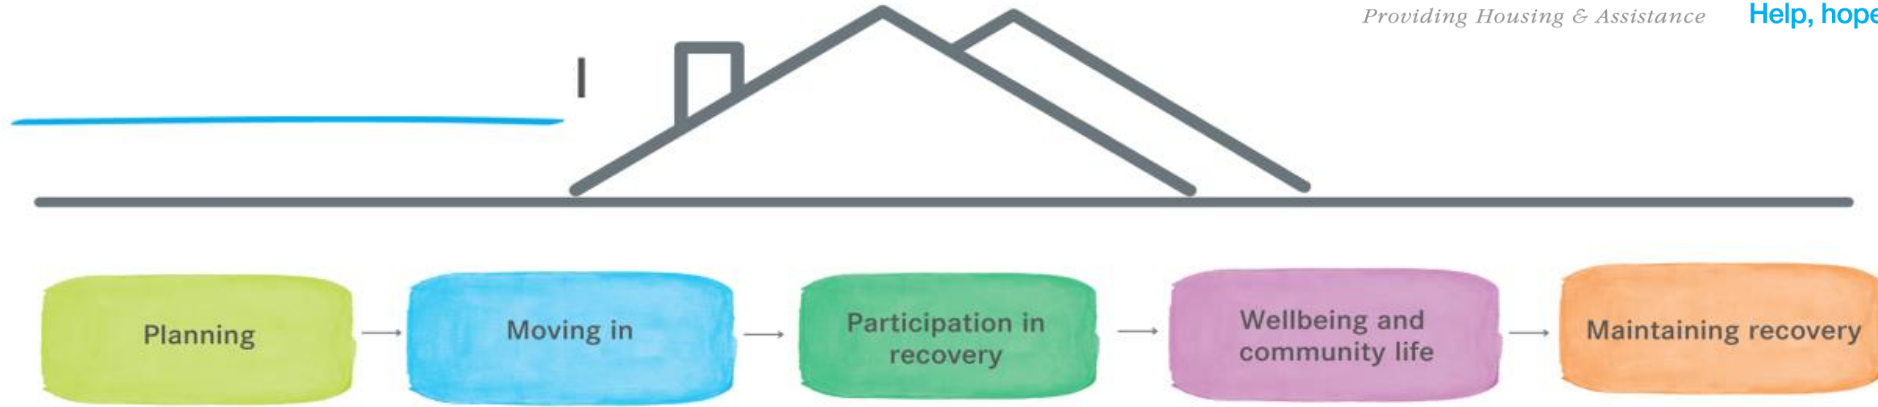 Providing Housing & Assistance
Help, hope
I
Planning
Moving in
Participation in
recovery
Wellbeing and
community life
Maintaining recovery